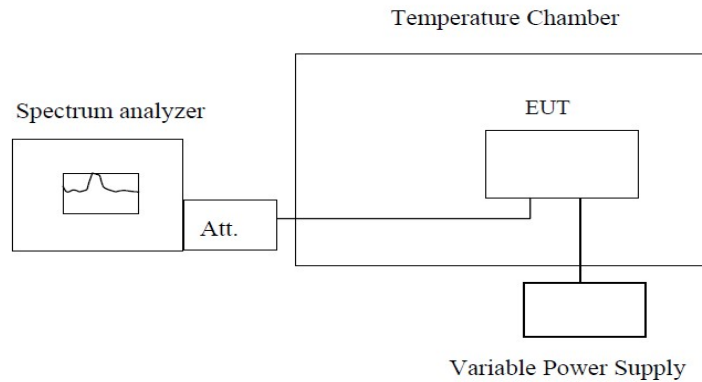 Temperature Chamber
Spectrum analyzer
EUT
Att.
Variable Power Supply